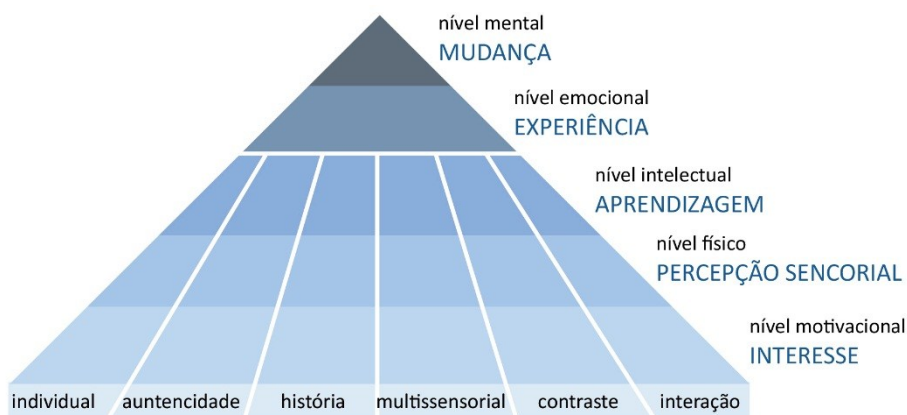 nível mental
MUDANÇA
nível emocional
EXPERIÊNCIA
nível intelectual
APRENDIZAGEM
nível físico
PERCEPÇÃO SENCORIAL
nível motivacional
INTERESSE
individual auntencidade história multissensorial contraste interação